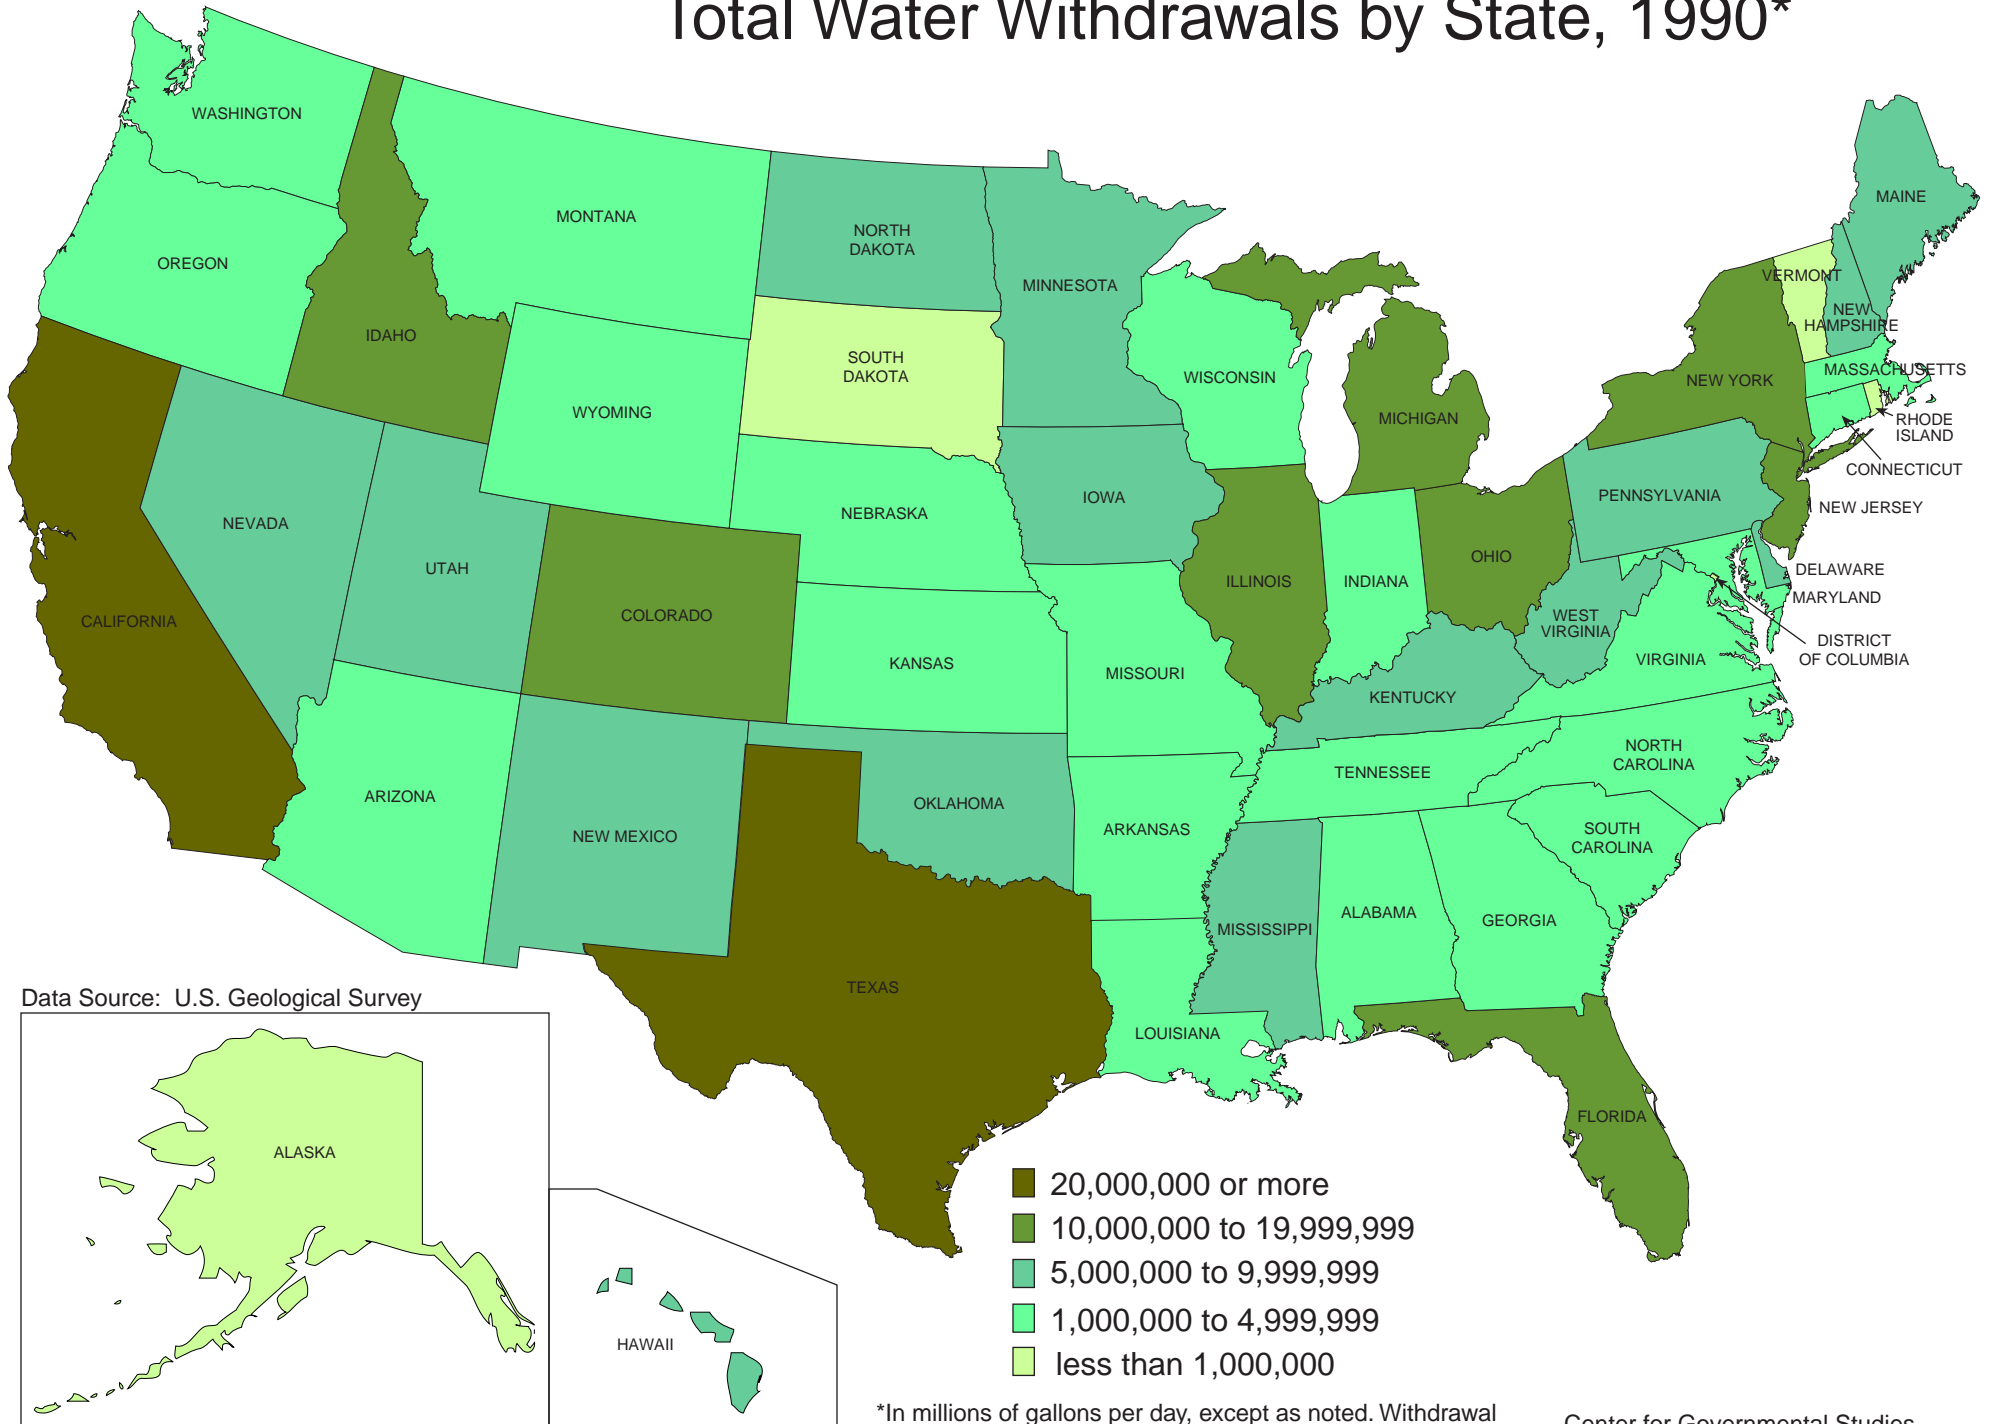 Total Water Withdrawals by State, 1990*
WASHINGTON
MONTANA
NORTH
DAKOTA
MINNESOTA
MAINE
OREGON
IDAHO
VERMONT
NEW
HAMPSHIRE
SOUTH
DAKOTA
WISCONSIN
MASSACHUSETTS
WYOMING
MICHIGAN
NEW YORK
RHODE
ISLAND
CONNECTICUT
NEVADA
NEBRASKA
IOWA
PENNSYLVANIA
NEW JERSEY
UTAH
ILLINOIS
INDIANA
OHIO
DELAWARE
MARYLAND
CALIFORNIA
COLORADO
WEST
VIRGINIA
DISTRICT
OF COLUMBIA
KANSAS
MISSOURI
VIRGINIA
KENTUCKY
ARIZONA
NEW MEXICO
OKLAHOMA
ARKANSAS
TENNESSEE
NORTH
CAROLINA
SOUTH
CAROLINA
MISSISSIPPI
ALABAMA
GEORGIA
TEXAS
LOUISIANA
FLORIDA
Data Source:  U.S. Geological Survey
ALASKA
HAWAII
20,000,000 or more
10,000,000 to 19,999,999
5,000,000 to 9,999,999
1,000,000 to 4,999,999
less than 1,000,000
*In millions of gallons per day, except as noted. Withdrawal
Center for Governmental Studies